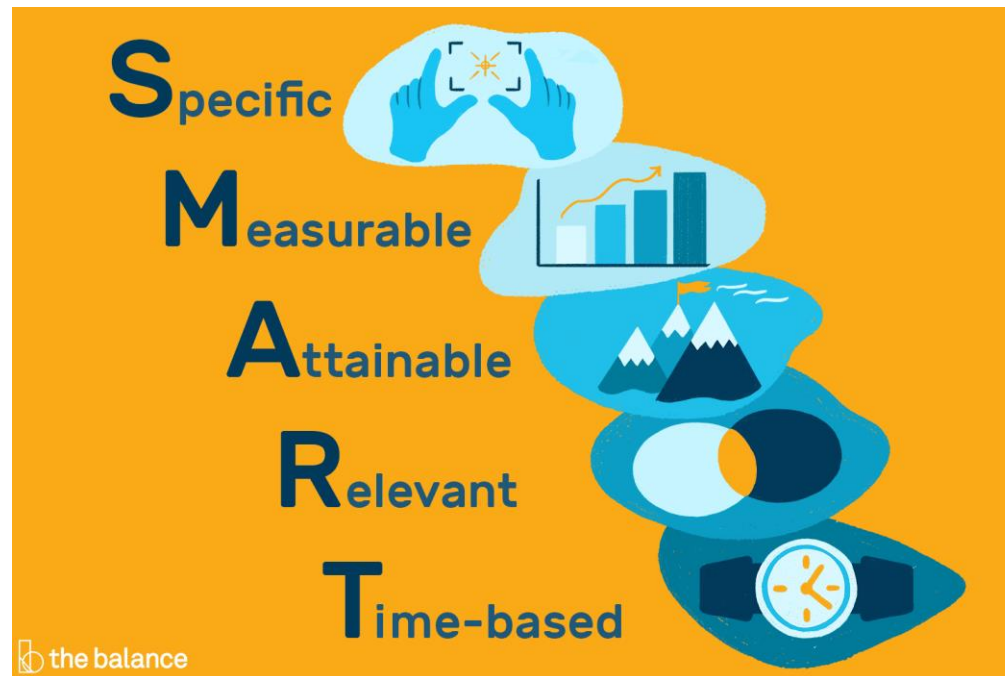 Specific
Measurable
Attainable
Relevant
Time-based
the balance